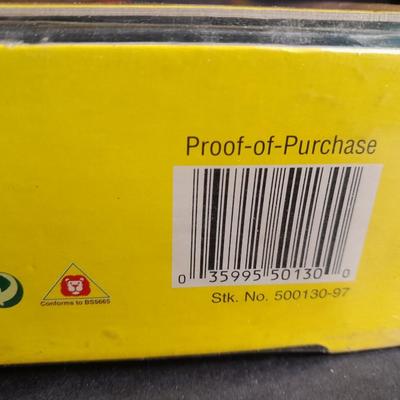 Proof-of-Purchase
0 35995 50130 0
Stk. No. 500130-97
Conforms to BS5665